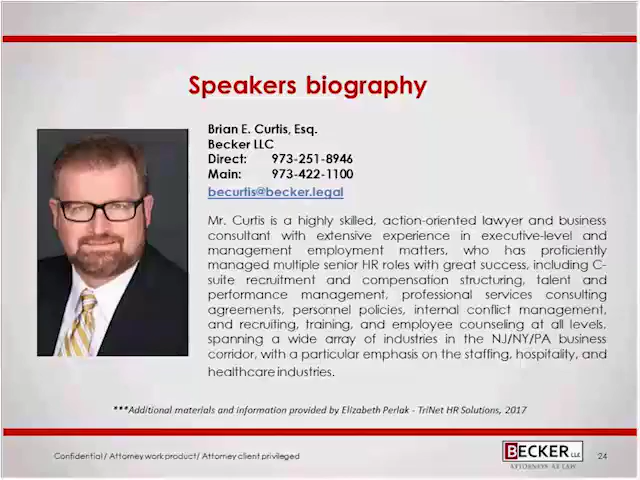 Speakers biography
Brian E. Curtis, Esq.
Becker LLC
Direct: 973-251-8946
Main: 973-422-1100
becurtis@becker.legal
Mr. Curtis is a highly skilled, action-oriented lawyer and business
consultant with extensive experience in executive-level and
management employment matters, who has proficiently
managed multiple senior HR roles with great success, including C-
suite recruitment and compensation structuring, talent and
performance management, professional services consulting
agreements, personnel policies, internal conflict management,
and recruiting, training, and employee counseling at all levels.
spanning a wide array of industries in the NJ/NY/PA business
corridor, with a particular emphasis on the staffing, hospitality, and
healthcare industries.
***Additional materials and information provided by Elizabeth Perlak - TriNet HR Solutions, 2017
Confidential / Attorney work product/ Attorney client privileged
BECKER LLC
ATTORNEYS AT LAW
24